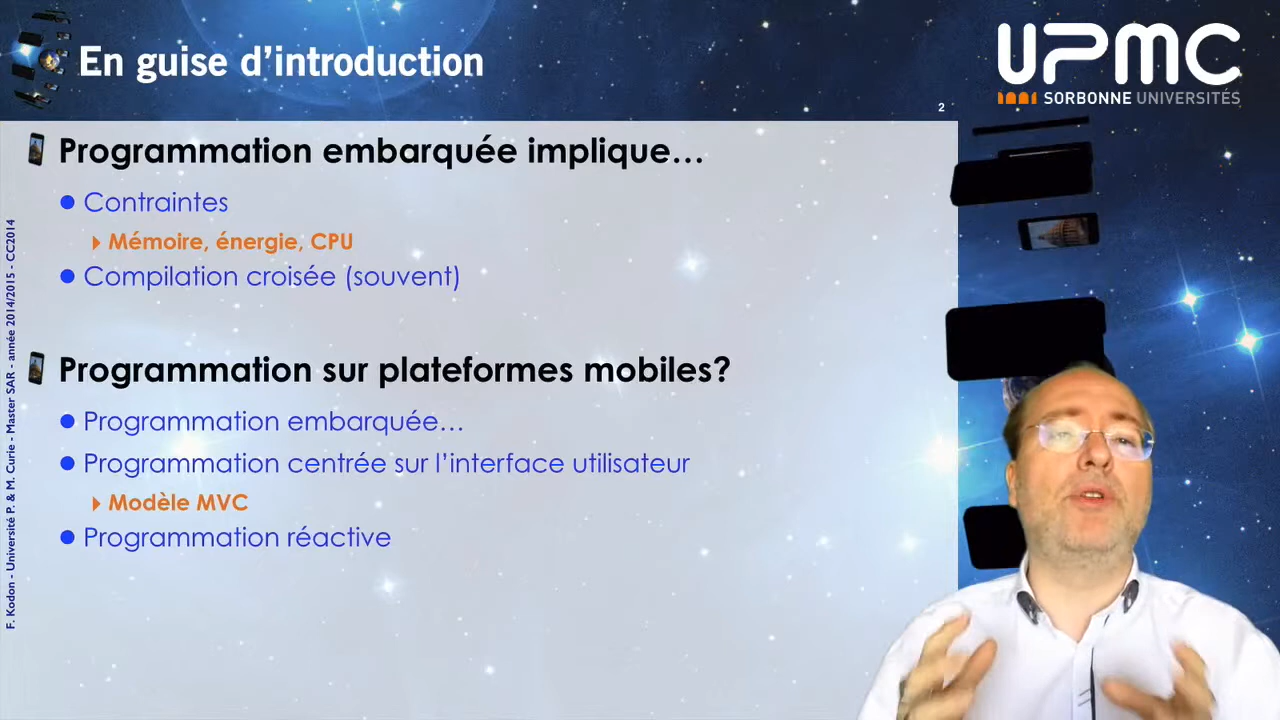 En guise d'introduction
UPMC
SORBONNE UNIVERSITÉS
2
Programmation embarquée implique…
Contraintes
Mémoire, énergie, CPU
Compilation croisée (souvent)
Programmation sur plateformes mobiles?
Programmation embarquée…
Programmation centrée sur l'interface utilisateur
Modèle MVC
Programmation réactive
F. Kodon - Université P. & M. Curie - Master SAR - année 2014/2015 - CC2014